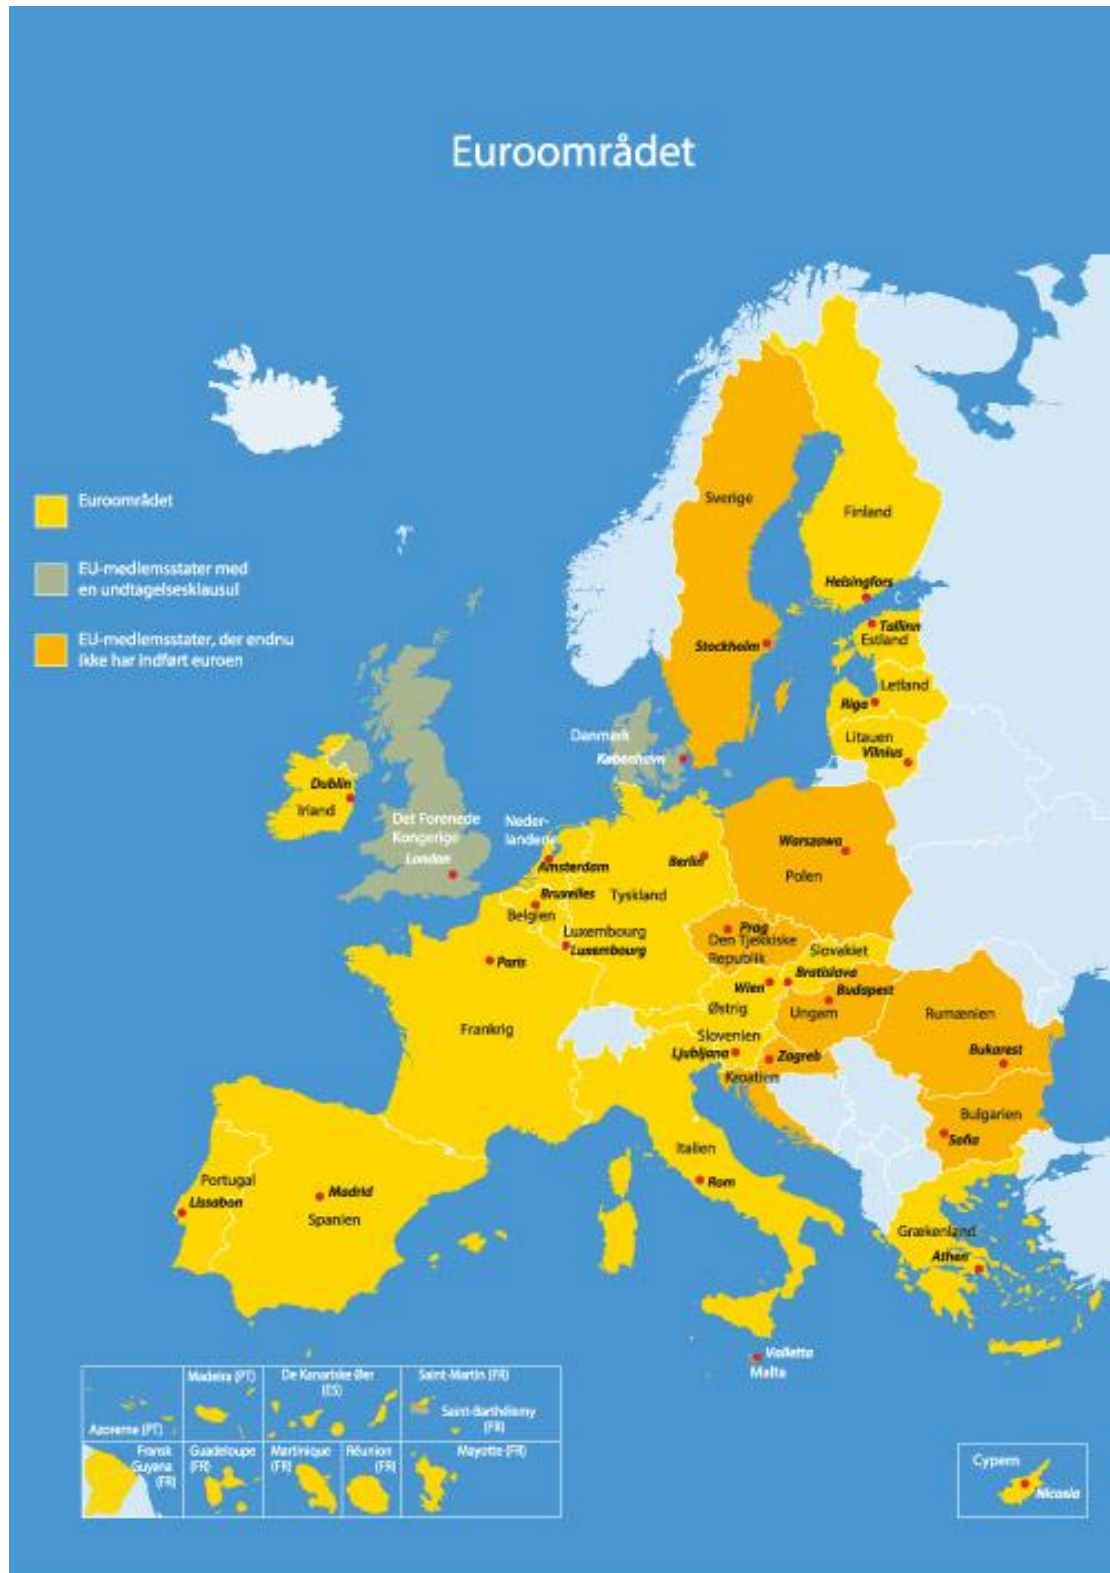 Euroområdet
Euroområdet
EU-medlemsstater med
en undtagelsesklausul
EU-medlemsstater, der endnu
ikke har indført euroen
Sverige
Finland
Helsingfors
Tallinn
Estland
Stockholm
Letland
Riga
Litauen
Vilnius
Danmark
København
Dublin
Irland
Det Forenede
Kongerige
London
Neder-
landene
Amsterdam
Berlin
Warszawa
Polen
Bruxelles
Belgien
Tyskland
Luxembourg
Luxembourg
Paris
Prag
Den Tjekkiske
Republik
Slovakiet
Bratislava
Wien
Budapest
Østrig
Ungarn
Rumænien
Frankrig
Slovenien
Ljubljana
Zagreb
Kroatien
Bukarest
Bulgarien
Sofia
Italien
Rom
Portugal
Lissabon
Madrid
Spanien
Grækenland
Athen
Valletta
Malta
Azorerne (PT)
Madeira (PT)
De Kanariske Øer
(ES)
Saint-Martin (FR)
Saint-Barthélemy
(FR)
Fransk
Guyana
(FR)
Guadeloupe
(FR)
Martinique
(FR)
Réunion
(FR)
Mayotte (FR)
Cypern
Nicosia